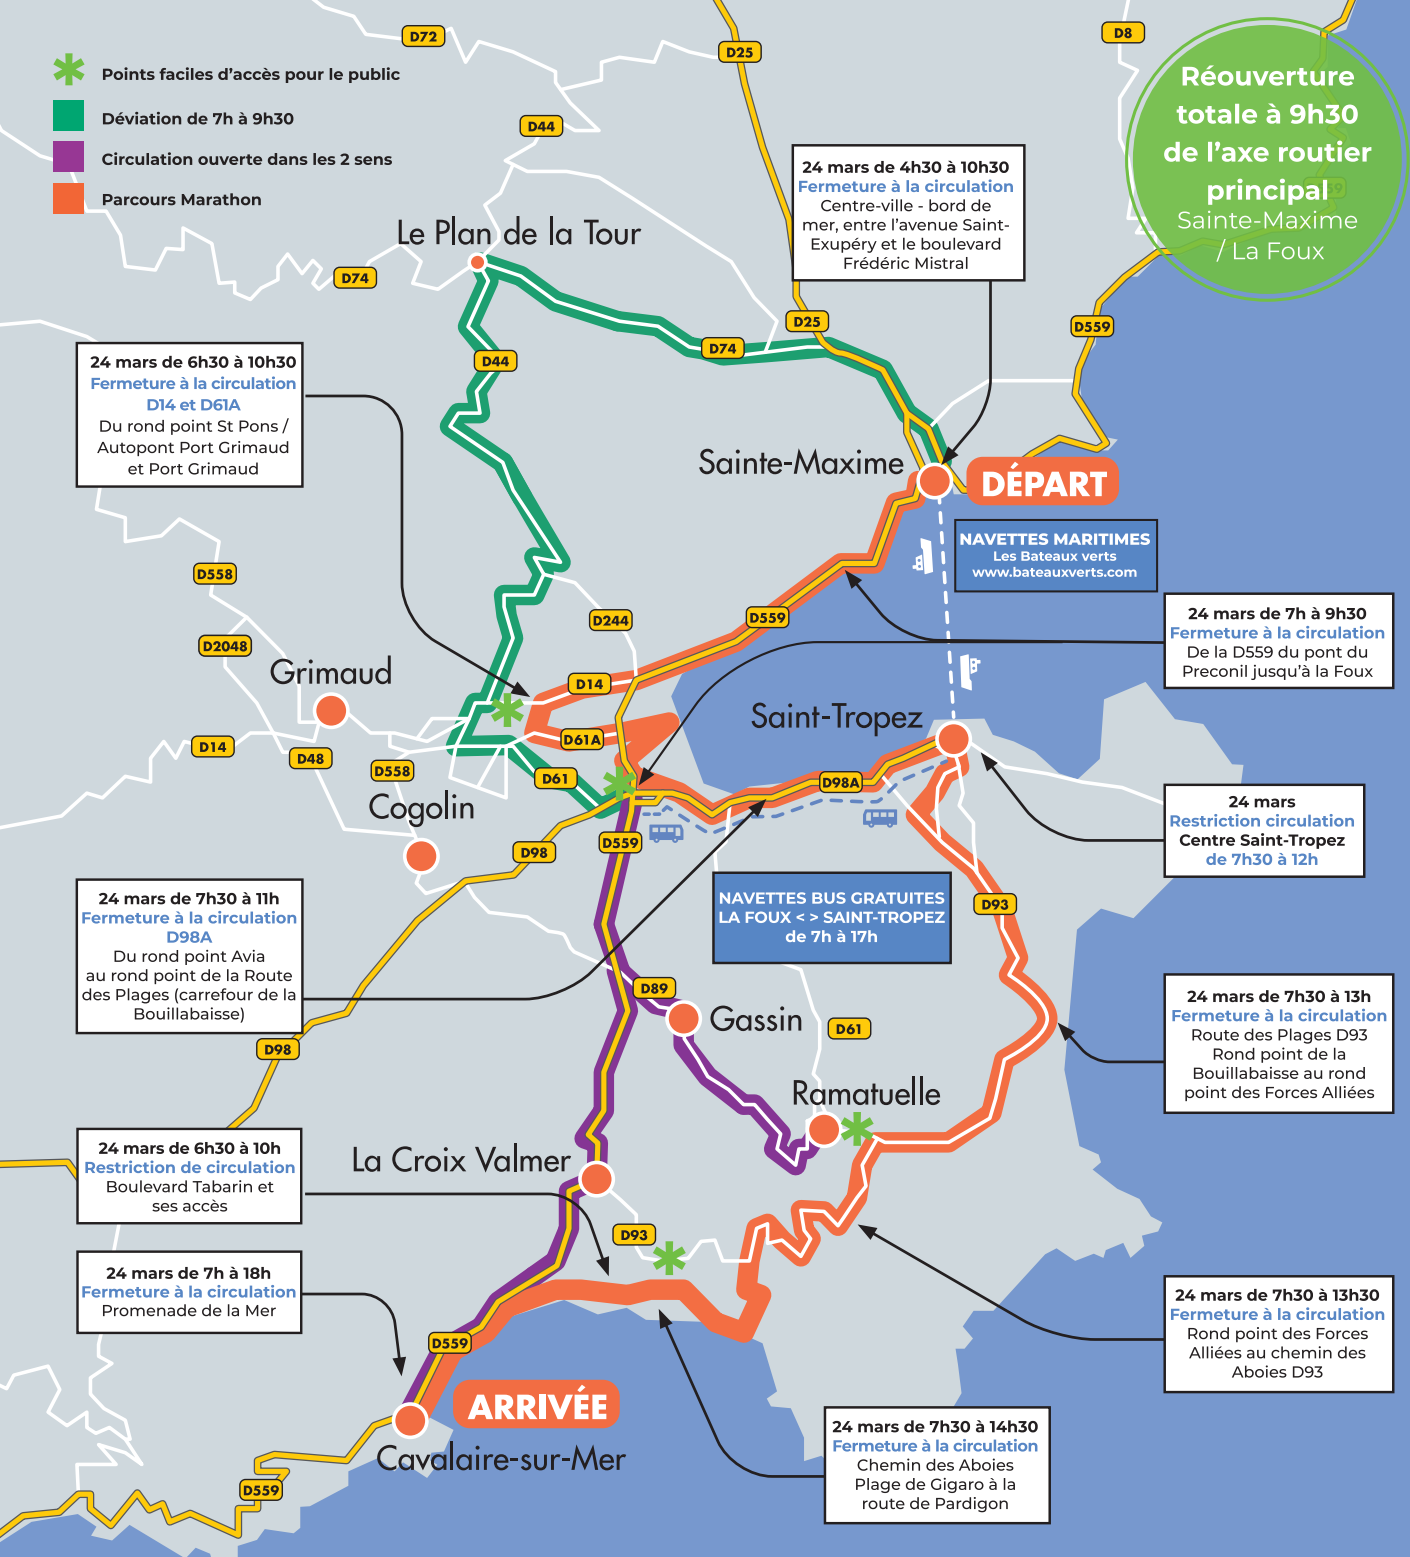 D72
D25
D8
Points faciles d'accès pour le public
Déviation de 7h à 9h30
Circulation ouverte dans les 2 sens
Parcours Marathon
Réouverture
totale à 9h30
de l'axe routier
principal
Sainte-Maxime
/ La Foux
D44
24 mars de 4h30 à 10h30
Fermeture à la circulation
Centre-ville - bord de
mer, entre l'avenue Saint-
Exupéry et le boulevard
Frédéric Mistral
Le Plan de la Tour
D74
D25
D559
D74
D44
24 mars de 6h30 à 10h30
Fermeture à la circulation
D14 et D61A
Du rond point St Pons /
Autopont Port Grimaud
et Port Grimaud
Sainte-Maxime
DÉPART
NAVETTES MARITIMES
Les Bateaux verts
www.bateauxverts.com
D558
D2048
D244
D559
24 mars de 7h à 9h30
Fermeture à la circulation
De la D559 du pont du
Preconil jusqu'à la Foux
Grimaud
D14
Saint-Tropez
D14
D48
D558
D61A
D61
D98A
Cogolin
24 mars
Restriction circulation
Centre Saint-Tropez
de 7h30 à 12h
D559
D98
24 mars de 7h30 à 11h
Fermeture à la circulation
D98A
Du rond point Avia
au rond point de la Route
des Plages (carrefour de la
Bouillabaisse)
NAVETTES BUS GRATUITES
LA FOUX < > SAINT-TROPEZ
de 7h à 17h
D93
D89
Gassin
D61
24 mars de 7h30 à 13h
Fermeture à la circulation
Route des Plages D93
Rond point de la
Bouillabaisse au rond
point des Forces Alliées
D98
Ramatuelle
24 mars de 6h30 à 10h
Restriction de circulation
Boulevard Tabarin et
ses accès
La Croix Valmer
D93
24 mars de 7h à 18h
Fermeture à la circulation
Promenade de la Mer
24 mars de 7h30 à 13h30
Fermeture à la circulation
Rond point des Forces
Alliées au chemin des
Aboies D93
D559
ARRIVÉE
Cavalaire-sur-Mer
24 mars de 7h30 à 14h30
Fermeture à la circulation
Chemin des Aboies
Plage de Gigaro à la
route de Pardigon
D559